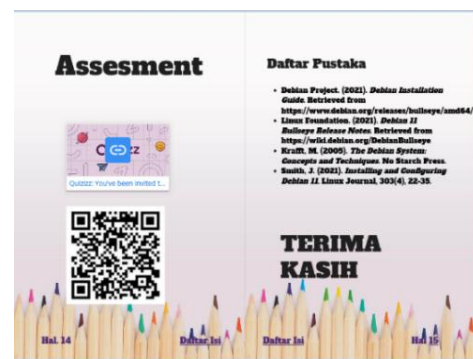 Assesment
Quizizz: You've been invited t...
Hal. 14
Daftar Isi
Daftar Pustaka
• Debian Project. (2021). Debian Installation
Guide. Retrieved from
https://www.debian.org/releases/bullseye/amd64/
• Linux Foundation. (2021). Debian 11
Bullseye Release Notes. Retrieved from
https://wiki.debian.org/DebianBullseye
• Krafft, M. (2005). The Debian System:
Concepts and Techniques. No Starch Press.
• Smith, J. (2021). Installing and Configuring
Debian 11. Linux Journal, 303(4), 22-35.
TERIMA
KASIH
Daftar Isi
Hal 15